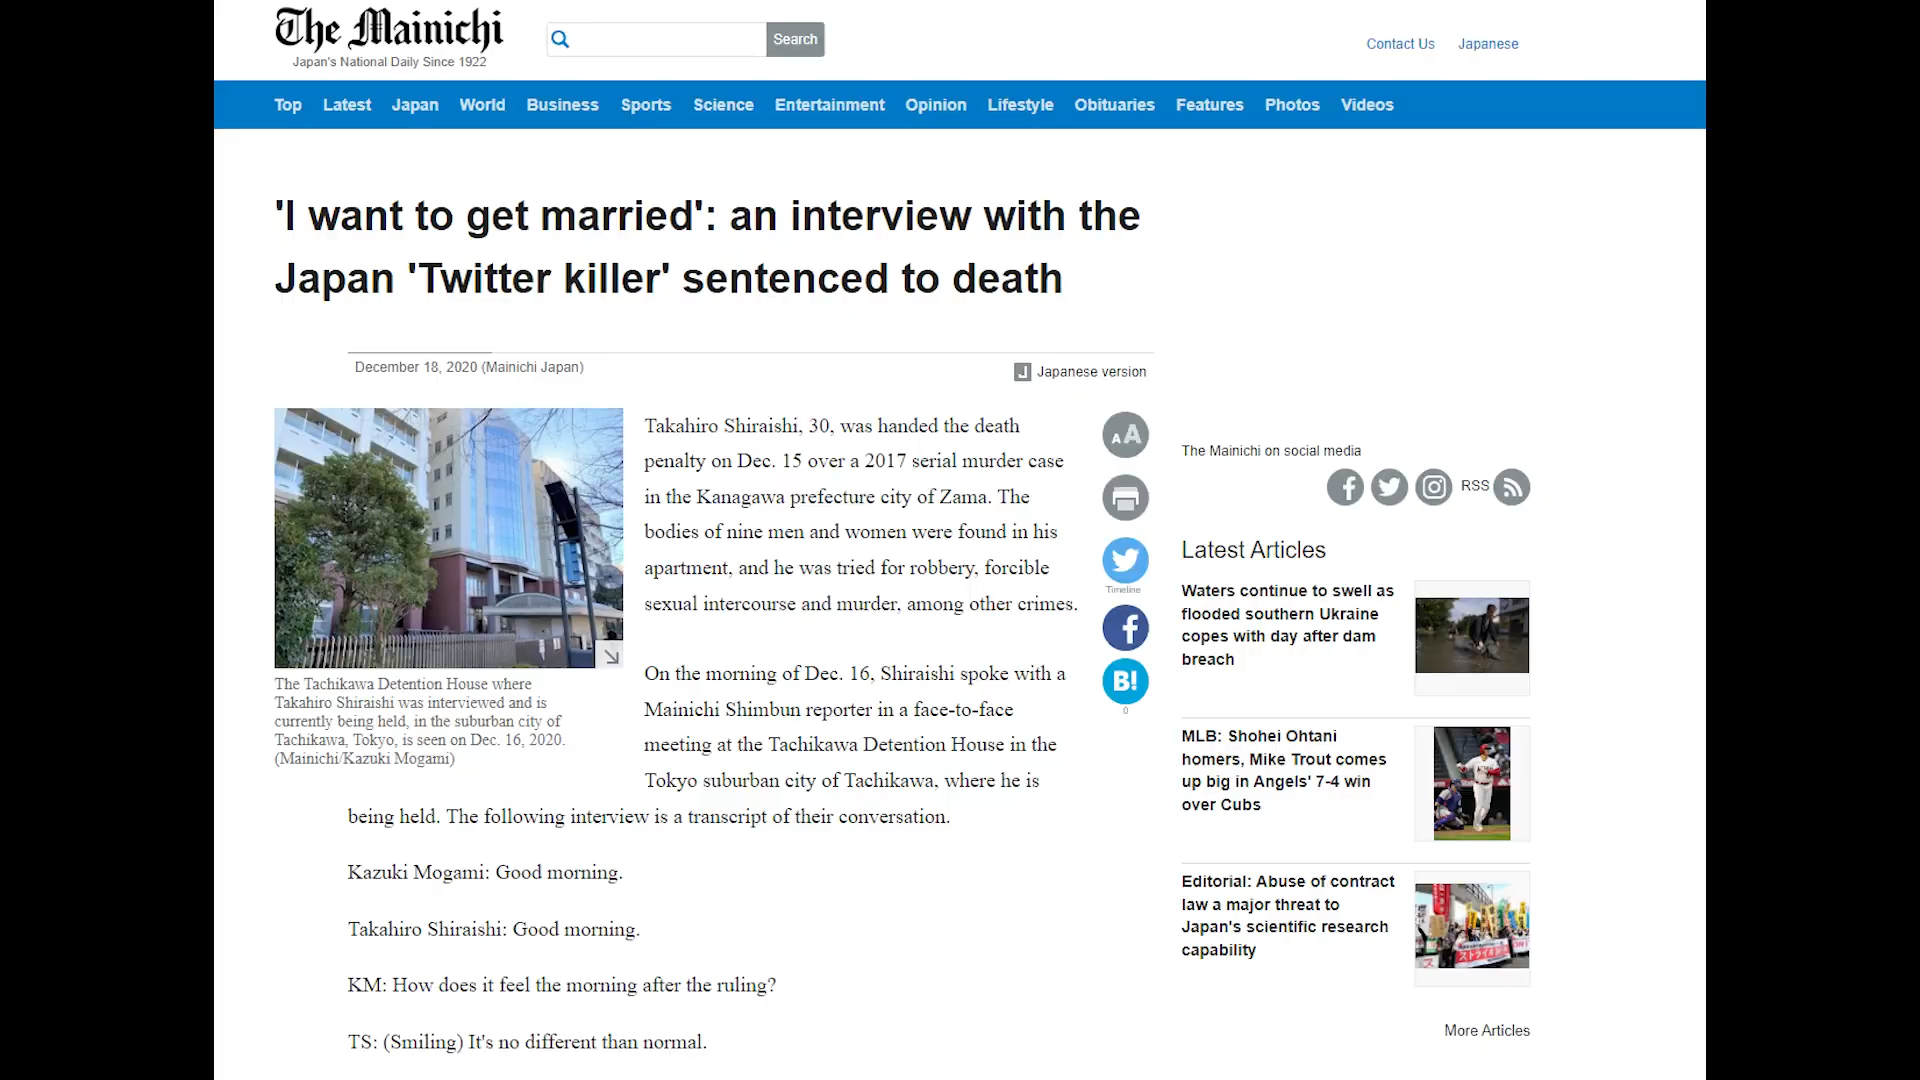 The Mainichi
Japan's National Daily Since 1922
Search
Contact Us
Japanese
Top Latest Japan World Business Sports Science Entertainment Opinion Lifestyle Obituaries Features Photos Videos
'I want to get married': an interview with the
Japan 'Twitter killer' sentenced to death
December 18, 2020 (Mainichi Japan)
J Japanese version
The Tachikawa Detention House where
Takahiro Shiraishi was interviewed and is
currently being held, in the suburban city of
Tachikawa, Tokyo, is seen on Dec. 16, 2020.
(Mainichi/Kazuki Mogami)
Takahiro Shiraishi, 30, was handed the death
penalty on Dec. 15 over a 2017 serial murder case
in the Kanagawa prefecture city of Zama. The
bodies of nine men and women were found in his
apartment, and he was tried for robbery, forcible
sexual intercourse and murder, among other crimes.
On the morning of Dec. 16, Shiraishi spoke with a
Mainichi Shimbun reporter in a face-to-face
meeting at the Tachikawa Detention House in the
Tokyo suburban city of Tachikawa, where he is
being held. The following interview is a transcript of their conversation.
Kazuki Mogami: Good morning.
Takahiro Shiraishi: Good morning.
KM: How does it feel the morning after the ruling?
TS: (Smiling) It's no different than normal.
AA
Timeline
B!
0
The Mainichi on social media
RSS
Latest Articles
Waters continue to swell as
flooded southern Ukraine
copes with day after dam
breach
MLB: Shohei Ohtani
homers, Mike Trout comes
up big in Angels' 7-4 win
over Cubs
Editorial: Abuse of contract
law a major threat to
Japan's scientific research
capability
More Articles